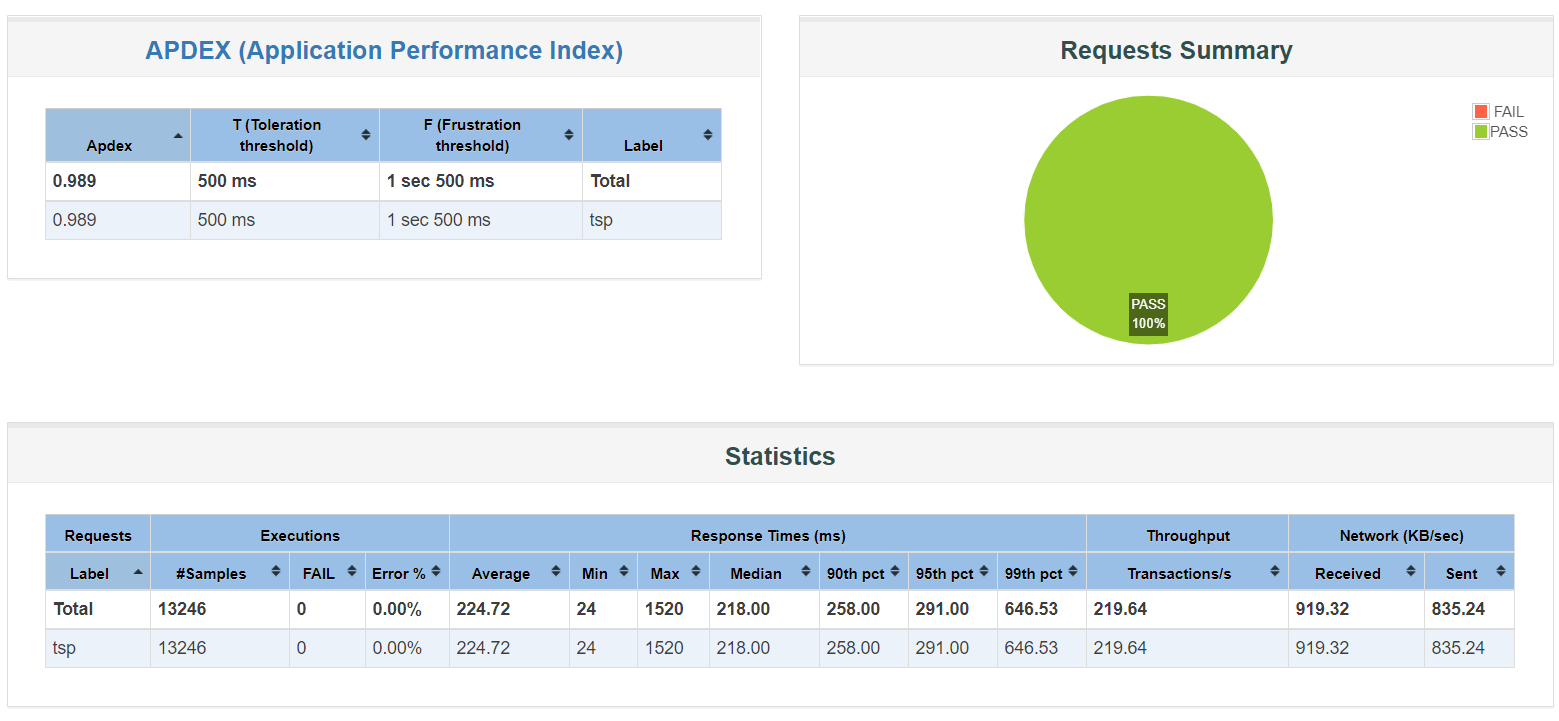 APDEX (Application Performance Index)
Apdex T (Toleration threshold) F (Frustration threshold) Label
0.989 500 ms 1 sec 500 ms Total
0.989 500 ms 1 sec 500 ms tsp
Requests Summary
FAIL
PASS
PASS
100%
Statistics
Requests Executions Response Times (ms) Throughput Network (KB/sec)
Label #Samples FAIL Error % Average Min Max Median 90th pct 95th pct 99th pct Transactions/s Received Sent
Total 13246 0 0.00% 224.72 24 1520 218.00 258.00 291.00 646.53 219.64 919.32 835.24
tsp 13246 0 0.00% 224.72 24 1520 218.00 258.00 291.00 646.53 219.64 919.32 835.24